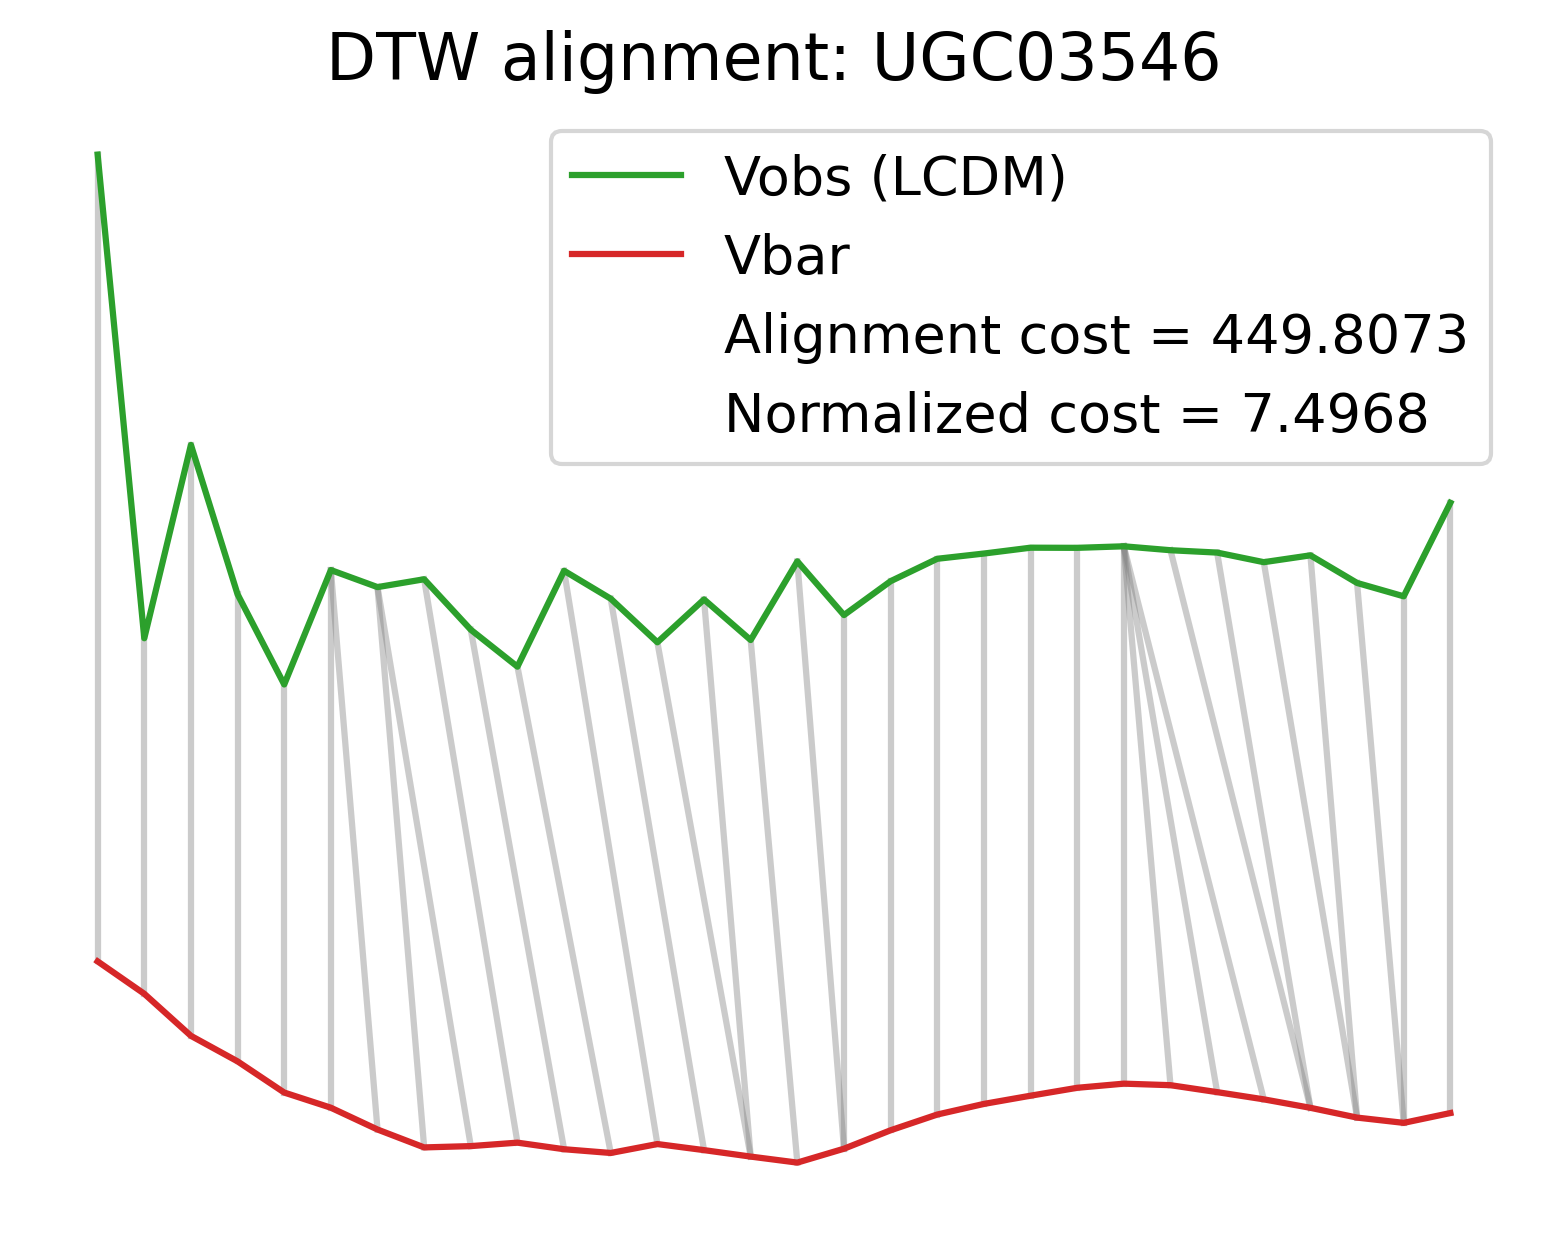 DTW alignment: UGC03546
Vobs (LCDM)
Vbar
Alignment cost = 449.8073
Normalized cost = 7.4968